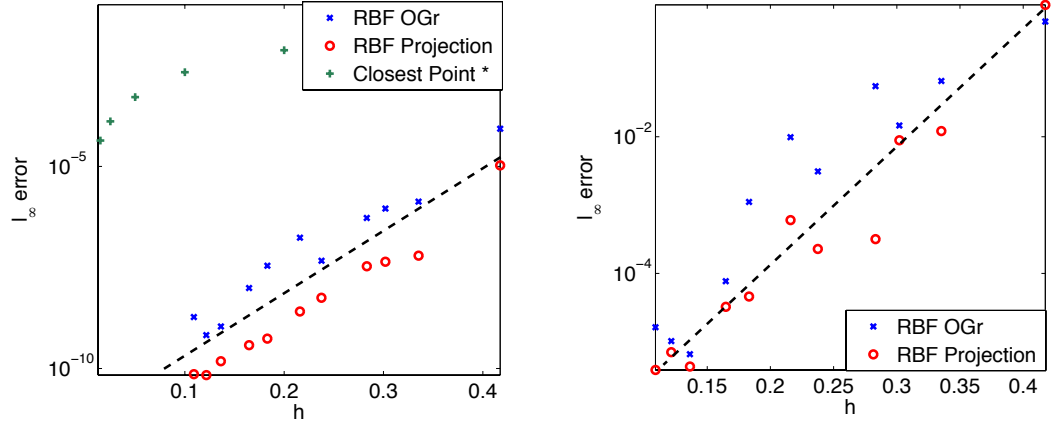 RBF OGr
RBF Projection
Closest Point *
10^-5
10^-10
l_∞ error
0.1
0.2
0.3
0.4
h
10^-2
10^-4
l_∞ error
RBF OGr
RBF Projection
0.15
0.2
0.25
0.3
0.35
0.4
h